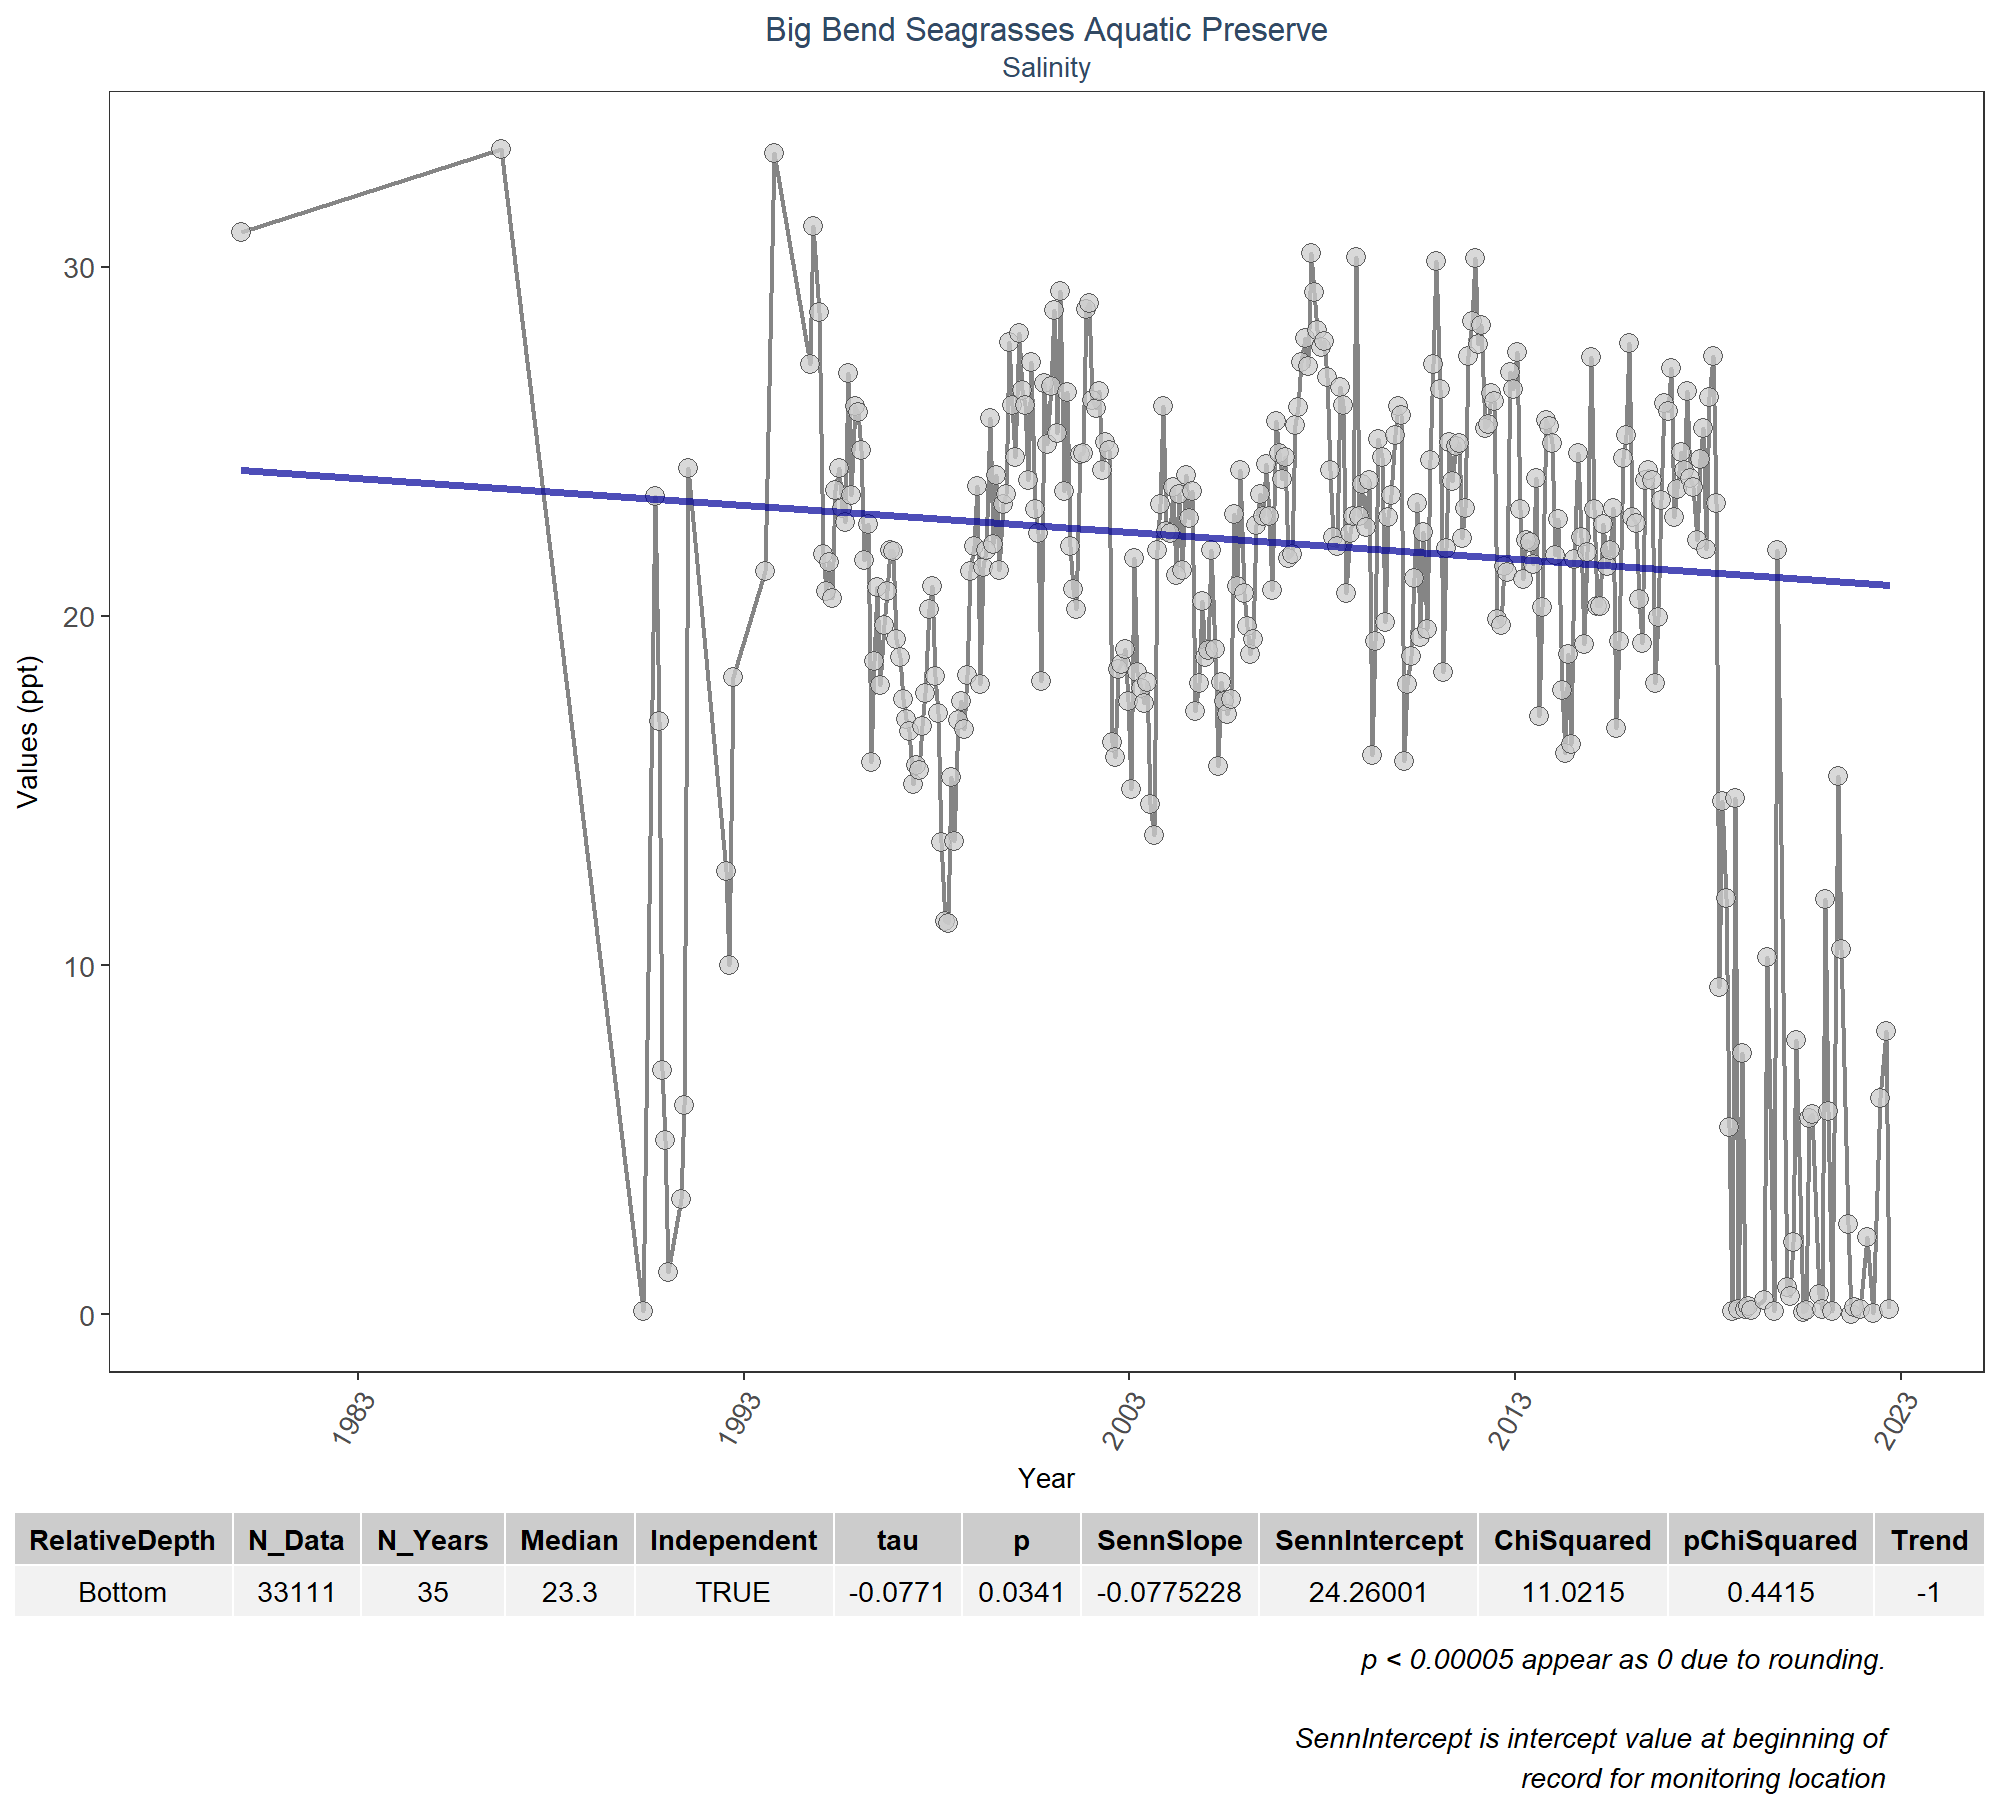 Big Bend Seagrasses Aquatic Preserve
Salinity
Values (ppt)
30
20
10
0
1983
1993
2003
2013
2023
Year
RelativeDepth N_Data N_Years Median Independent tau p SennSlope SennIntercept ChiSquared pChiSquared Trend
Bottom 33111 35 23.3 TRUE -0.0771 0.0341 -0.0775228 24.26001 11.0215 0.4415 -1
p < 0.00005 appear as 0 due to rounding.
SennIntercept is intercept value at beginning of
record for monitoring location